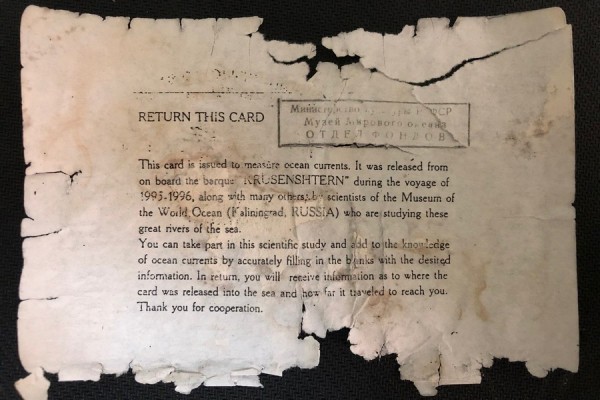 RETURN THIS CARD
Министерство культуры РСФСР
Музей Мирового океана
ОТДЕЛ ФОНДОВ
This card is issued to measure ocean currents. It was released from
on board the barque "KRUSENSHTERN" during the voyage of
1995-1996, along with many others, by scientists of the Museum of
the World Ocean (Kaliningrad, RUSSIA) who are studying these
great rivers of the sea.
You can take part in this scientific study and add to the knowledge
of ocean currents by accurately filling in the blanks with the desired
information. In return, you will receive information as to where the
card was released into the sea and how far it traveled to reach you.
Thank you for cooperation.